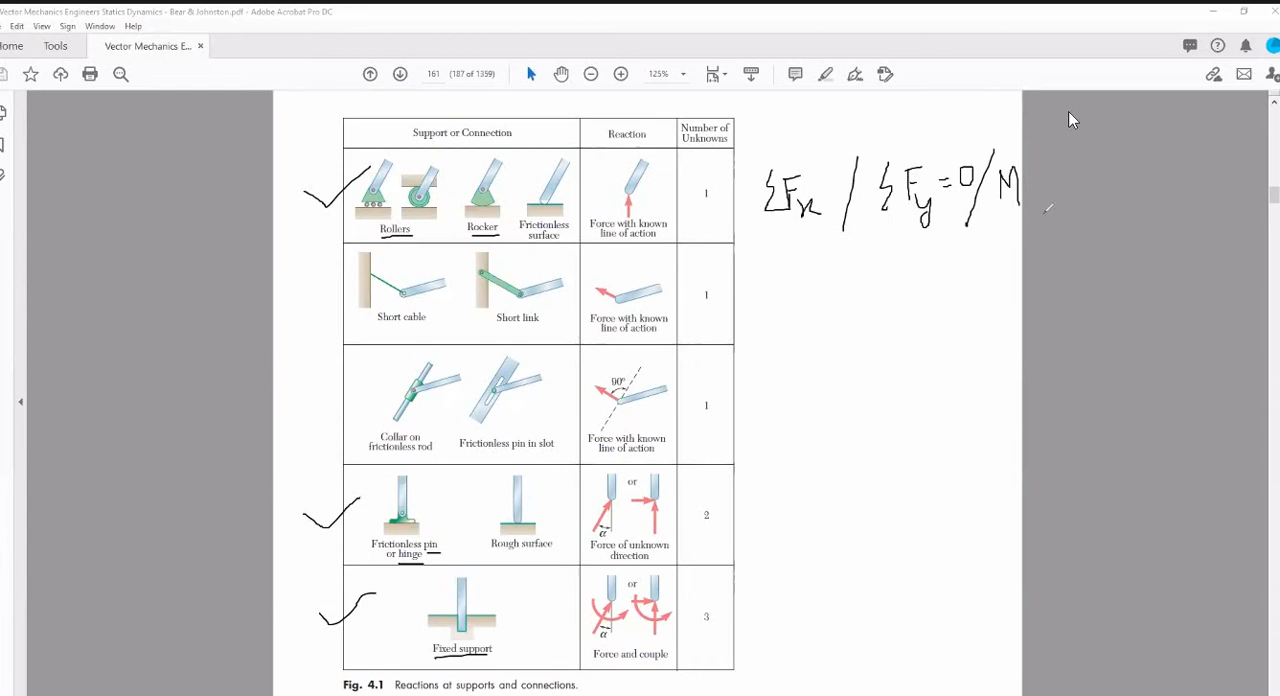 Vector Mechanics Engineers Statics Dynamics - Bear & Johnrton.pdf - Adobe Acrobat Pro DC
Edit View Sign Window Help
Home Tools Vector Mechanics E... ×
161 (187 of 1359) 125%
Support or Connection Reaction Number of Unknowns
Rollers Rocker Frictionless surface
Force with known line of action
1
Short cable Short link
Force with known line of action
1
Collar on frictionless rod Frictionless pin in slot
90°
Force with known line of action
1
Frictionless pin or hinge Rough surface
or
α
Force of unknown direction
2
Fixed support
or
α
Force and couple
3
Fig. 4.1 Reactions at supports and connections.
ΣFx / ΣFy = 0 / M